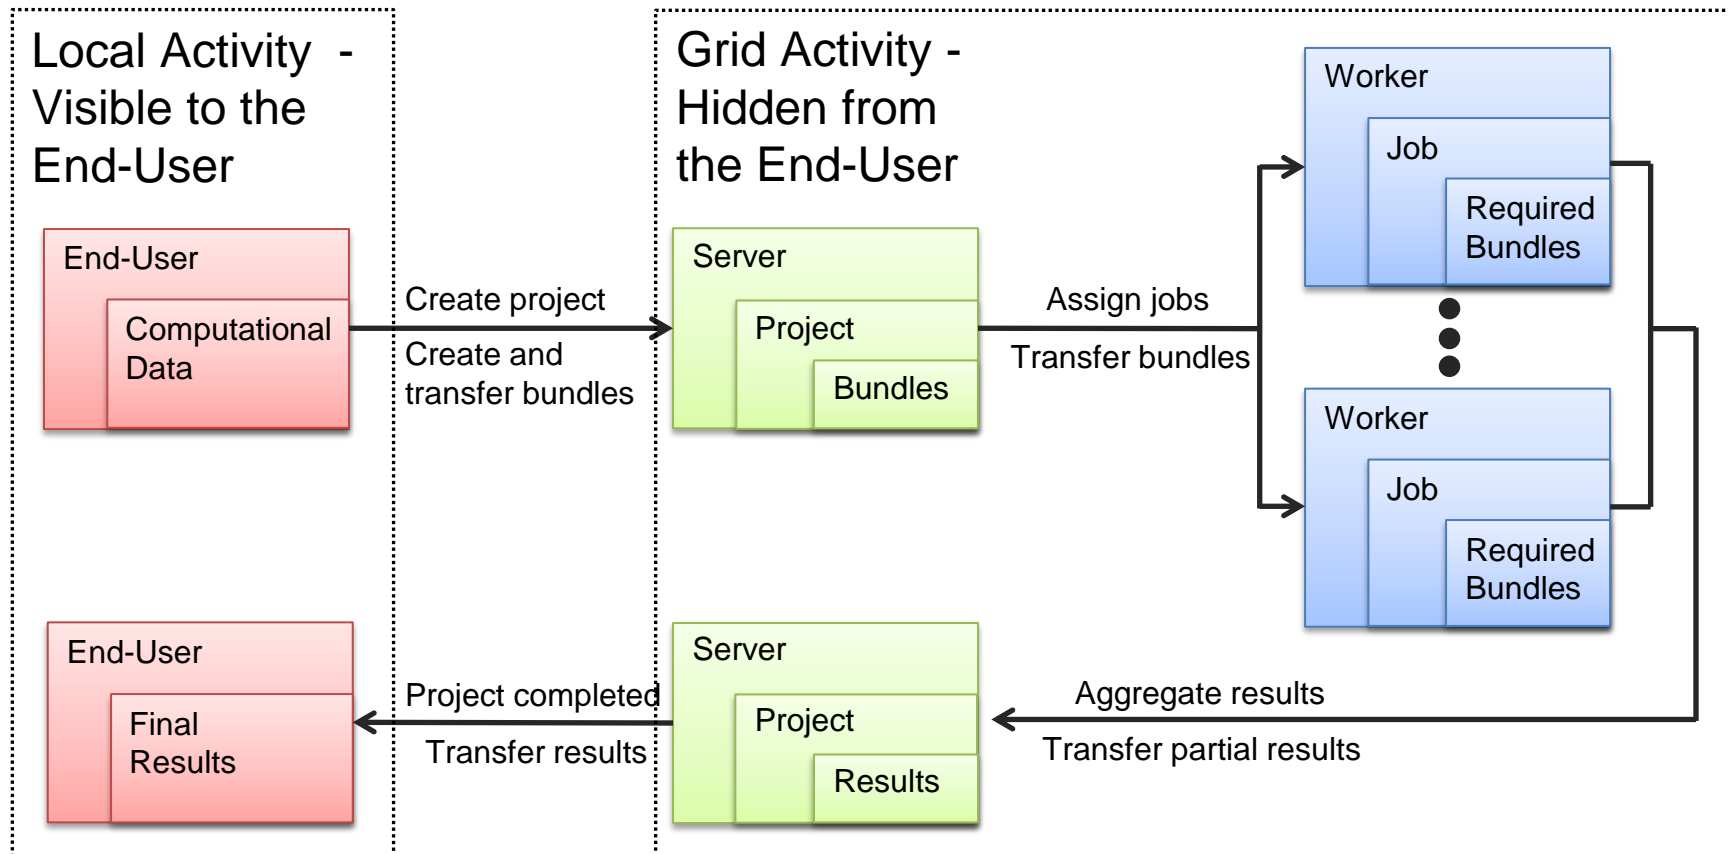 Local Activity -
Visible to the
End-User
Grid Activity -
Hidden from
the End-User
End-User
Computational
Data
Create project
Create and
transfer bundles
Server
Project
Bundles
Assign jobs
Transfer bundles
Worker
Job
Required
Bundles
Worker
Job
Required
Bundles
End-User
Final
Results
Project completed
Transfer results
Server
Project
Results
Aggregate results
Transfer partial results